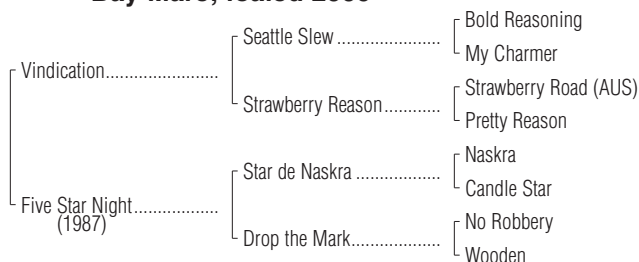 Bay Mare; foaled
Bold Reasoning
Seattle Slew
My Charmer
Vindication
Strawberry Road (AUS)
Strawberry Reason
Pretty Reason
Naskra
Star de Naskra
Candle Star
Five Star Night
(1987)
No Robbery
Drop the Mark
Wooden